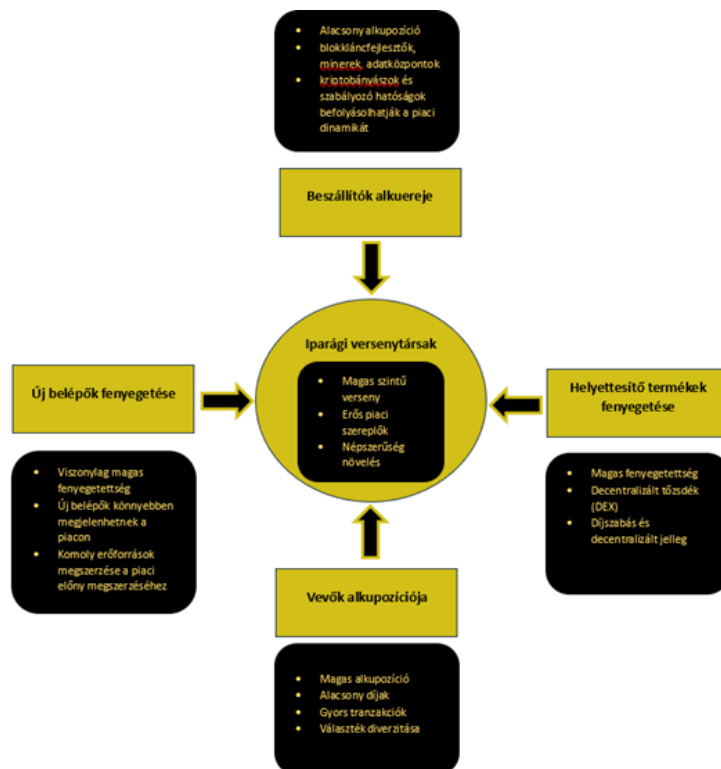 • Alacsony alkupozíció
• blokkláncfejlesztők,
minerek, adatközpontok
• kriptobányászok és
szabályozó hatóságok
befolyásolhatják a piaci
dinamikát
Beszállítók alkuereje
Iparági versenytársak
• Magas szintű
verseny
• Erős piaci
szereplők
• Népszerűség
növelés
Új belépők fenyegetése
• Viszonylag magas
fenyegetettség
• Új belépők könnyebben
megjelenhetnek a
piacon
• Komoly erőforrások
megszerzése a piaci
előny megszerzéséhez
Helyettesítő termékek
fenyegetése
• Magas fenyegetettség
• Decentralizált tőzsdék
(DEX)
• Díjszabás és
decentralizált jelleg
Vevők alkupozíciója
• Magas alkupozíció
• Alacsony díjak
• Gyors tranzakciók
• Választék diverzitása